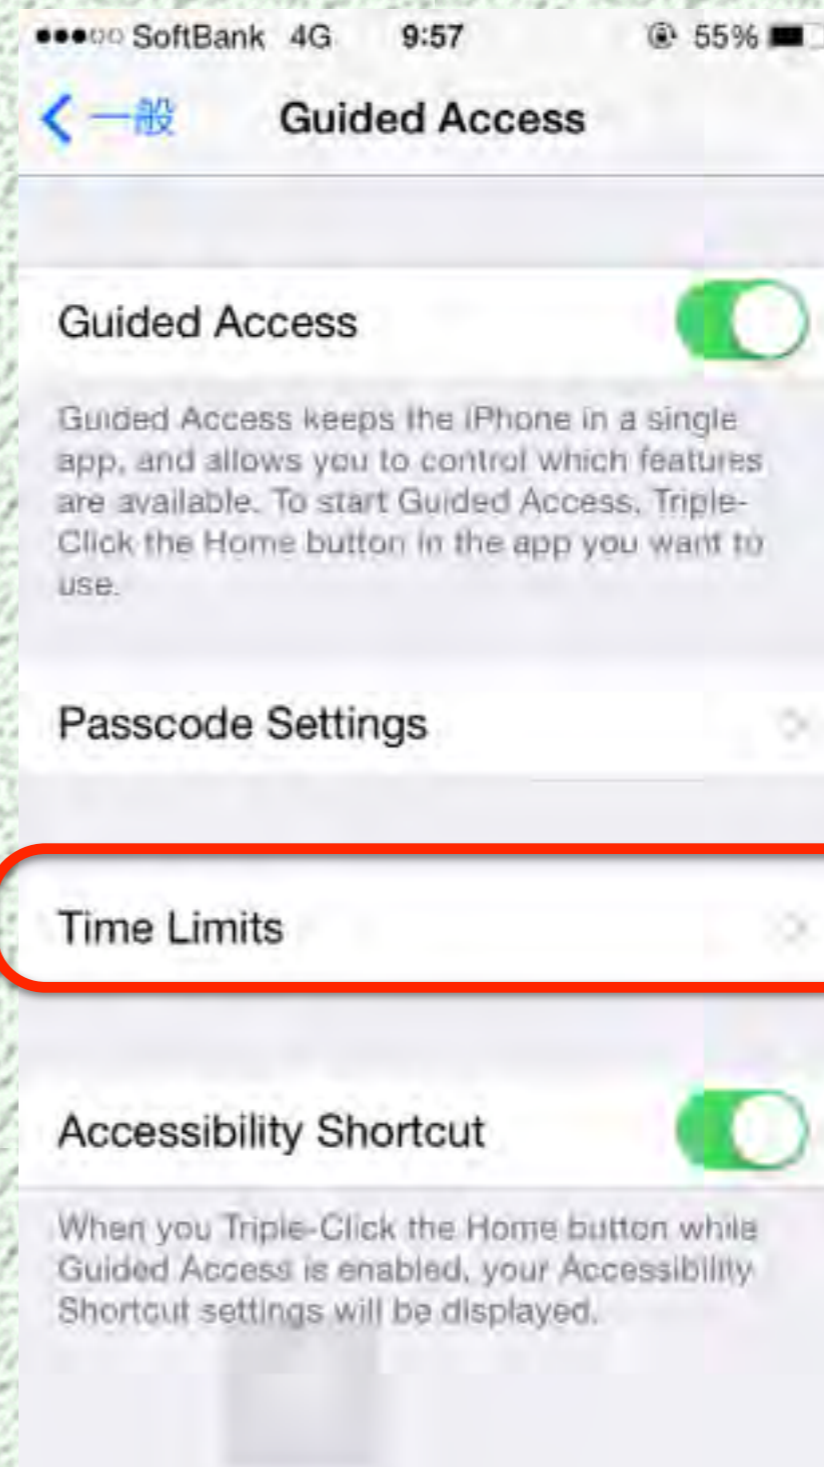 SoftBank 4G 9:57 55%
一般 Guided Access
Guided Access
Guided Access keeps the iPhone in a single
app, and allows you to control which features
are available. To start Guided Access, Triple-
Click the Home button in the app you want to
use.
Passcode Settings
Time Limits
Accessibility Shortcut
When you Triple-Click the Home button while
Guided Access is enabled, your Accessibility
Shortcut settings will be displayed.